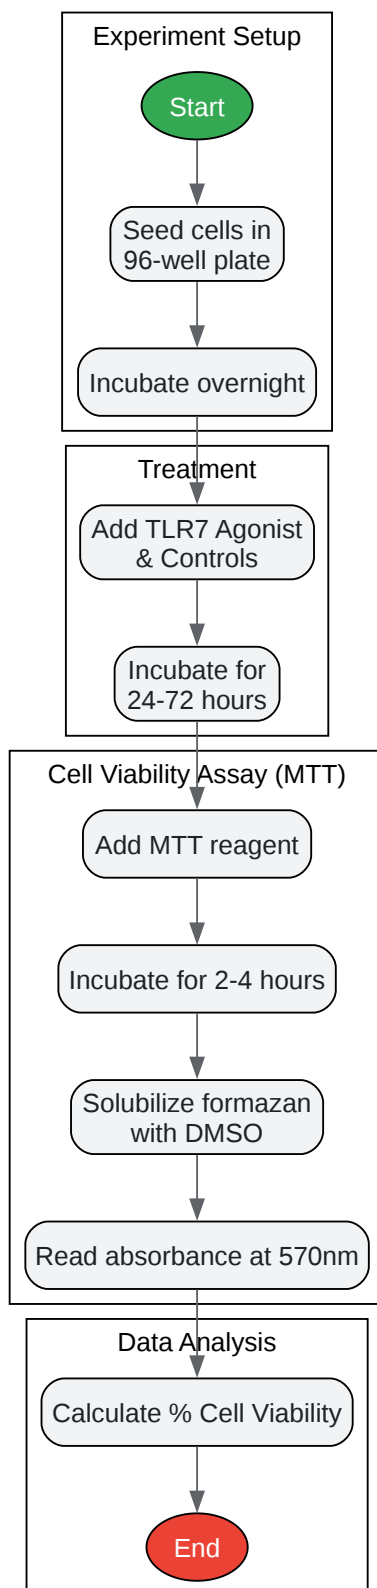 Experiment Setup
Start
Seed cells in
96-well plate
Incubate overnight
Treatment
Add TLR7 Agonist
& Controls
Incubate for
24-72 hours
Cell Viability Assay (MTT)
Add MTT reagent
Incubate for 2-4 hours
Solubilize formazan
with DMSO
Read absorbance at 570nm
Data Analysis
Calculate % Cell Viability
End